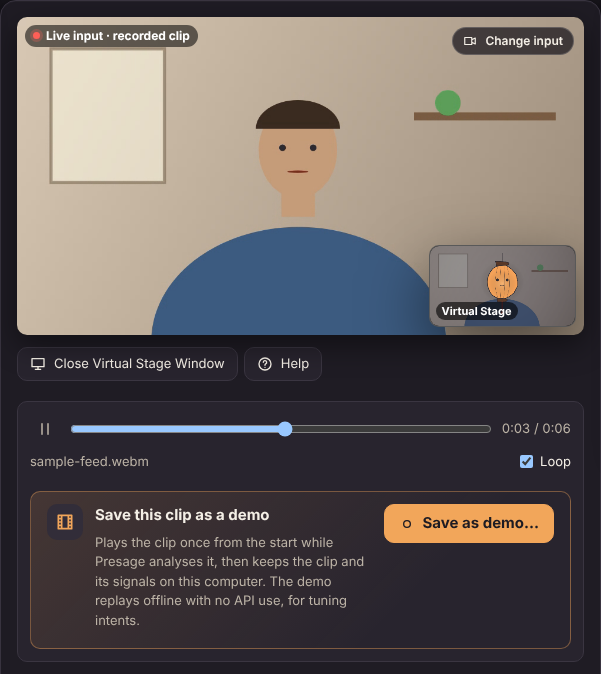 Live input · recorded clip
Change input
Virtual Stage
Close Virtual Stage Window
Help
0:03 / 0:06
sample-feed.webm
Loop
Save this clip as a demo
Save as demo...
Plays the clip once from the start while
Presage analyses it, then keeps the clip and
its signals on this computer. The demo
replays offline with no API use, for tuning
intents.